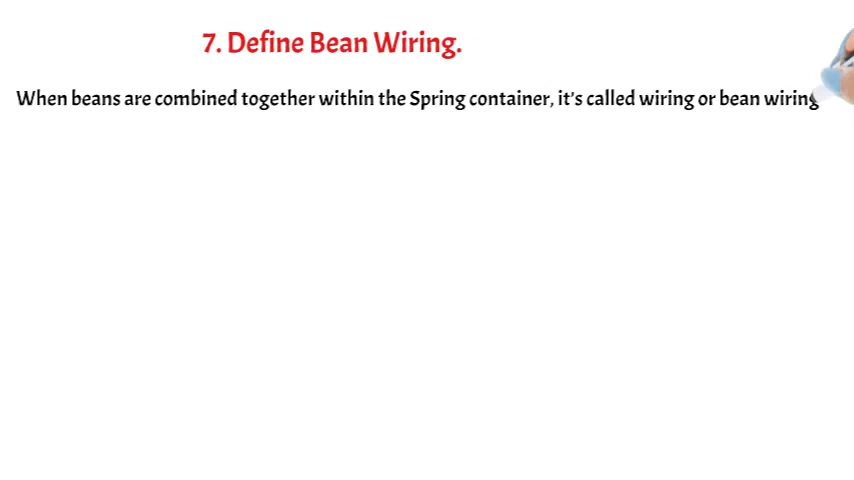 7. Define Bean Wiring.
When beans are combined together within the Spring container, it's called wiring or bean wiring